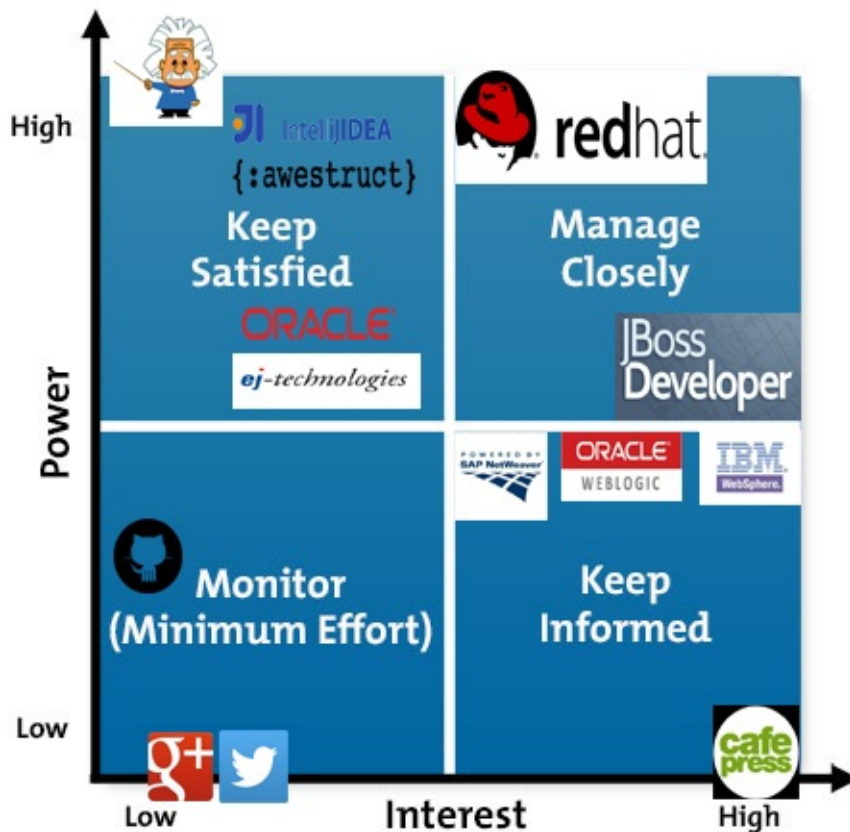 High
JI IntelliJIDEA
{:awestruct}
redhat.
Keep
Satisfied
Manage
Closely
ORACLE
ej-technologies
JBoss
Developer
Power
POWERED BY
SAP NetWeaver
ORACLE
WEBLOGIC
IBM.
WebSphere.
Monitor
(Minimum Effort)
Keep
Informed
Low
g+
cafe
press
Low
Interest
High